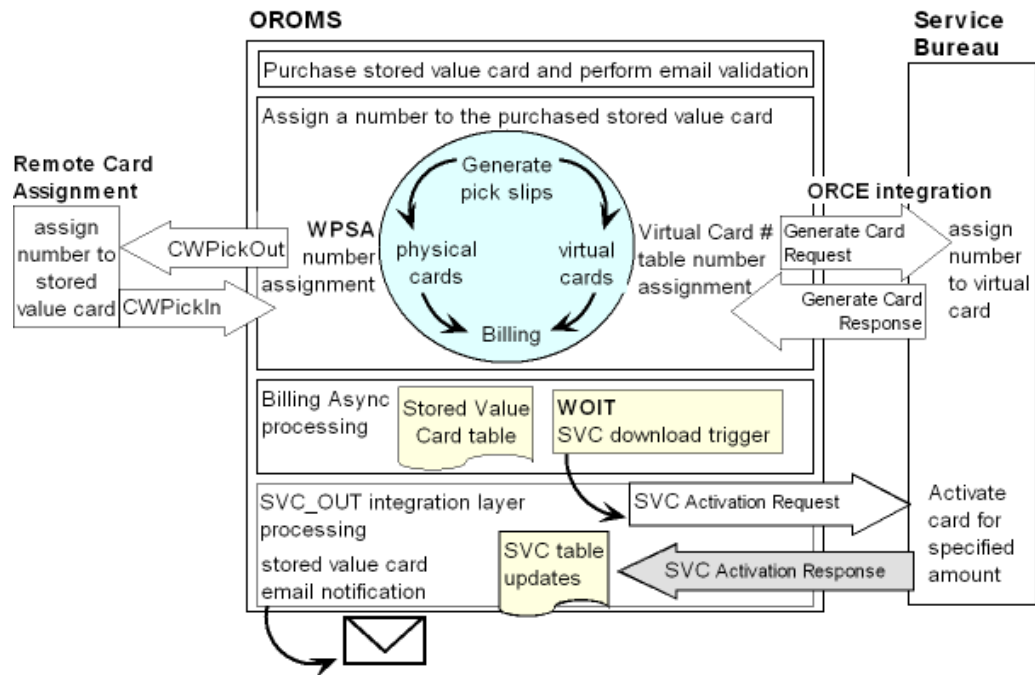 OROMS
Service
Bureau
Purchase stored value card and perform email validation
Assign a number to the purchased stored value card
Remote Card
Assignment
assign
number to
stored
value card
CWPickOut
CWPickIn
WPSA
number
assignment
Generate
pick slips
physical
cards
virtual
cards
Billing
Virtual Card #
table number
assignment
ORCE integration
Generate Card
Request
Generate Card
Response
assign
number
to virtual
card
Billing Async
processing
Stored Value
Card table
WOIT
SVC download trigger
SVC_OUT integration layer
processing
stored value card
email notification
SVC table
updates
SVC Activation Request
SVC Activation Response
Activate
card for
specified
amount